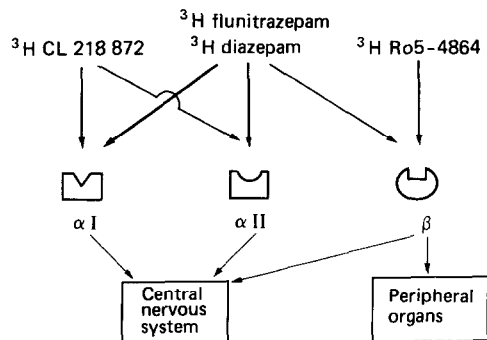 ³H flunitrazepam
³H CL 218 872
³H diazepam
³H Ro5-4864
α I
α II
β
Central
nervous
system
Peripheral
organs